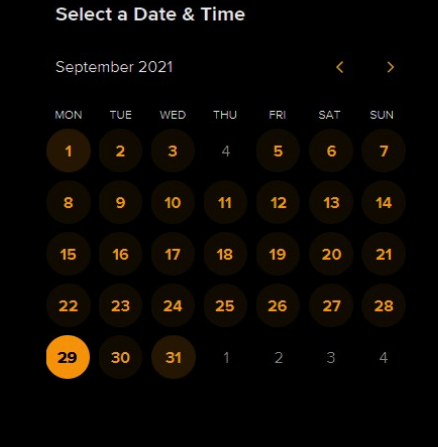 Select a Date & Time
September 2021
MON TUE WED THU FRI SAT SUN
1 2 3 4 5 6 7
8 9 10 11 12 13 14
15 16 17 18 19 20 21
22 23 24 25 26 27 28
29 30 31 1 2 3 4